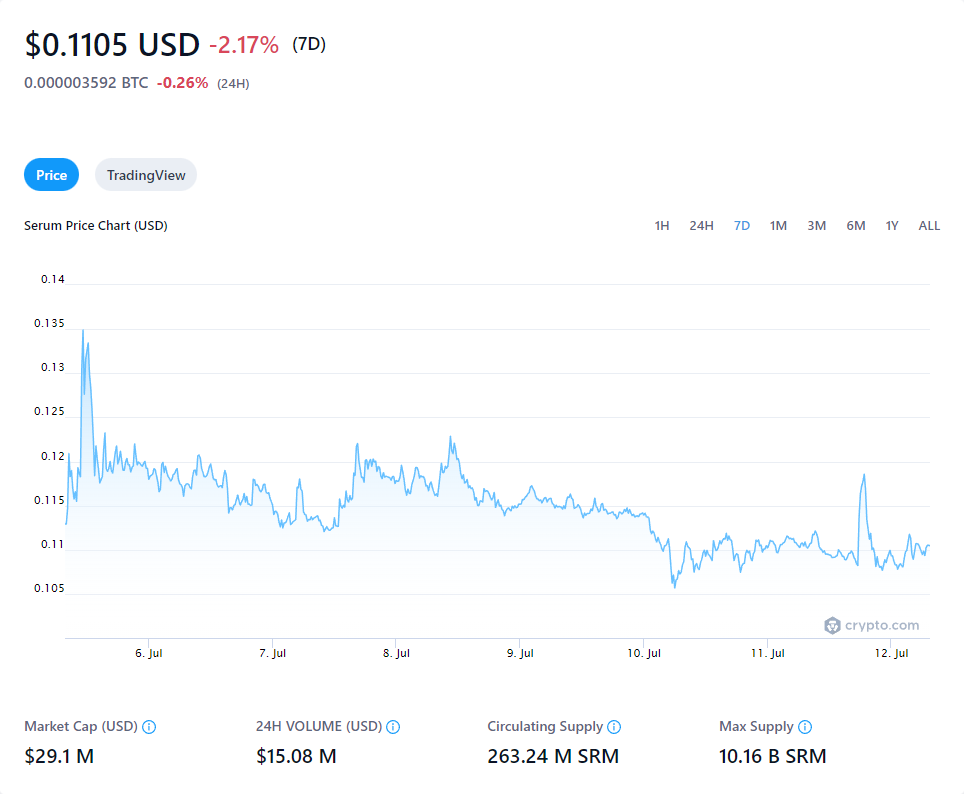 $0.1105 USD -2.17% (7D)
0.000003592 BTC -0.26% (24H)
Price TradingView
Serum Price Chart (USD) 1H 24H 7D 1M 3M 6M 1Y ALL
0.14
0.135
0.13
0.125
0.12
0.115
0.11
0.105
crypto.com
6. Jul 7. Jul 8. Jul 9. Jul 10. Jul 11. Jul 12. Jul
Market Cap (USD) 24H VOLUME (USD) Circulating Supply Max Supply
$29.1 M $15.08 M 263.24 M SRM 10.16 B SRM